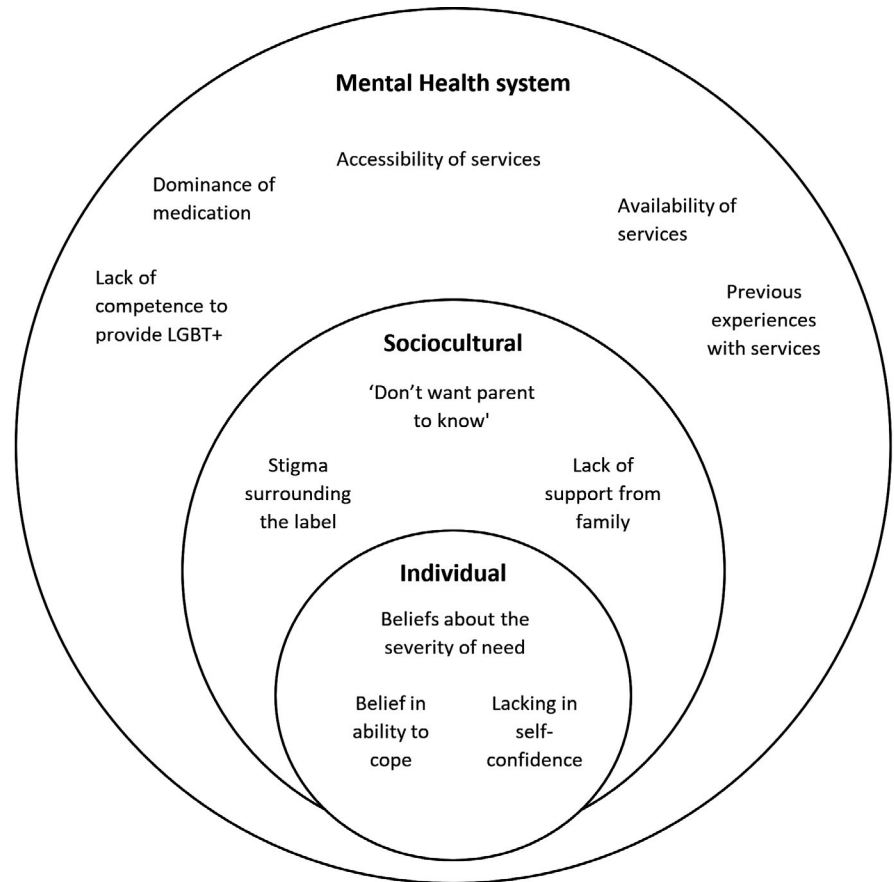 Mental Health system
Accessibility of services
Dominance of
medication
Availability of
services
Lack of
competence to
provide LGBT+
Previous
experiences
with services
Sociocultural
‘Don’t want parent
to know'
Stigma
surrounding
the label
Lack of
support from
family
Individual
Beliefs about the
severity of need
Belief in
ability to
cope
Lacking in
self-
confidence